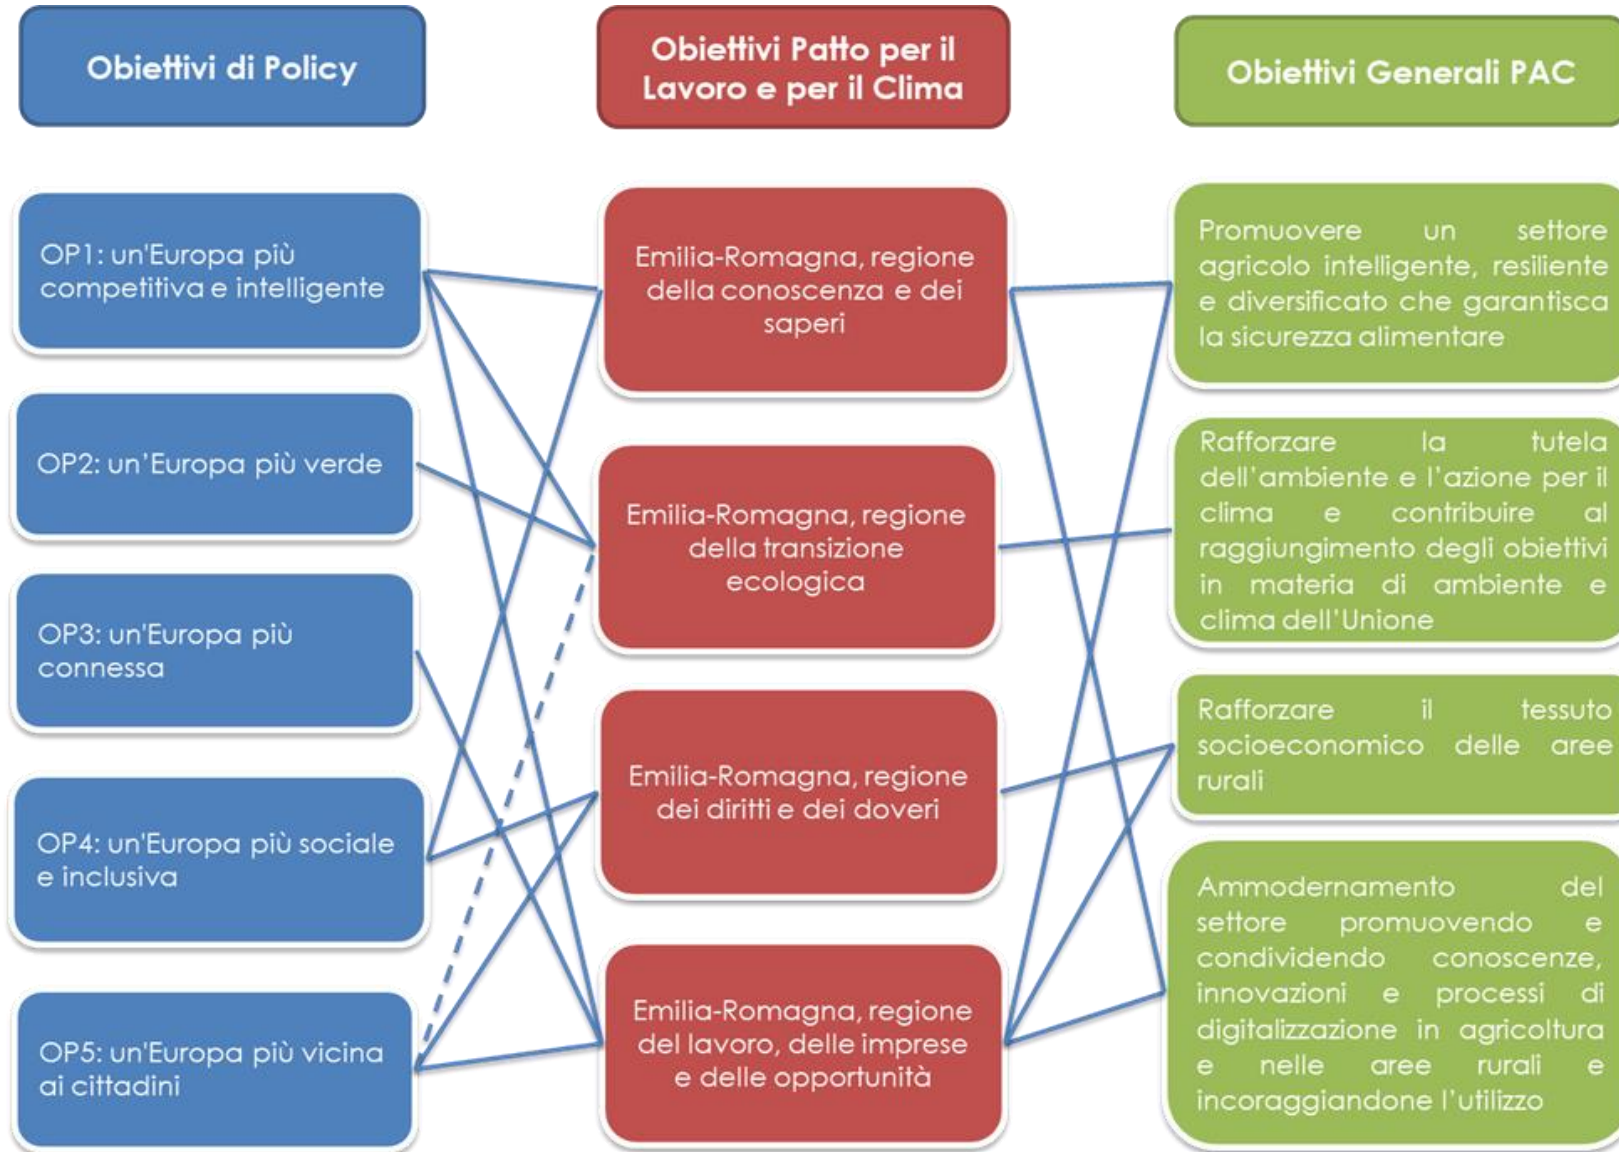 Obiettivi di Policy
Obiettivi Patto per il
Lavoro e per il Clima
Obiettivi Generali PAC
OP1: un'Europa più
competitiva e intelligente
OP2: un’Europa più verde
OP3: un'Europa più
connessa
OP4: un'Europa più sociale
e inclusiva
OP5: un'Europa più vicina
ai cittadini
Emilia-Romagna, regione
della conoscenza e dei
saperi
Emilia-Romagna, regione
della transizione
ecologica
Emilia-Romagna, regione
dei diritti e dei doveri
Emilia-Romagna, regione
del lavoro, delle imprese
e delle opportunità
Promuovere un settore
agricolo intelligente, resiliente
e diversificato che garantisca
la sicurezza alimentare
Rafforzare la tutela
dell’ambiente e l’azione per il
clima e contribuire al
raggiungimento degli obiettivi
in materia di ambiente e
clima dell’Unione
Rafforzare il tessuto
socioeconomico delle aree
rurali
Ammodernamento del
settore promuovendo e
condividendo conoscenze,
innovazioni e processi di
digitalizzazione in agricoltura
e nelle aree rurali e
incoraggiandone l’utilizzo